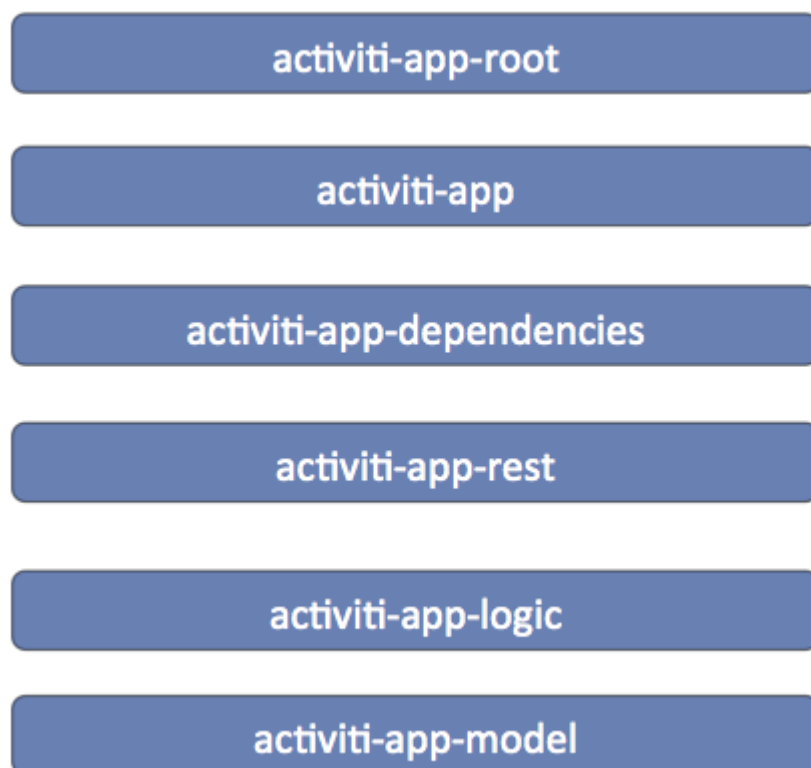 activiti-app-root
activiti-app
activiti-app-dependencies
activiti-app-rest
activiti-app-logic
activiti-app-model